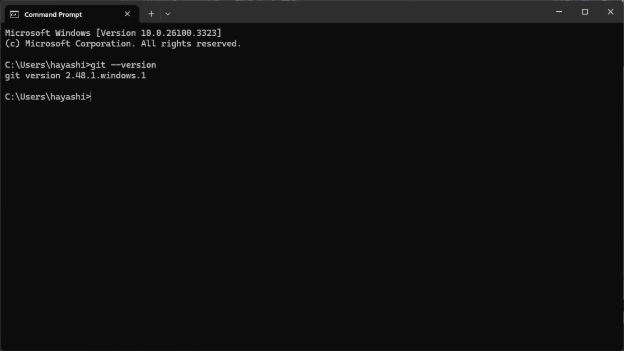 Command Prompt
Microsoft Windows [Version 10.0.26100.3323]
(c) Microsoft Corporation. All rights reserved.
C:\Users\hayashi>git --version
git version 2.48.1.windows.1
C:\Users\hayashi>